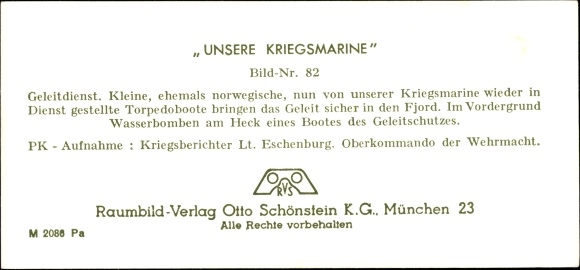 „UNSERE KRIEGSMARINE”
Bild-Nr. 82
Geleitdienst. Kleine, ehemals norwegische, nun von unserer Kriegsmarine wieder in
Dienst gestellte Torpedoboote bringen das Geleit sicher in den Fjord. Im Vordergrund
Wasserbomben am Heck eines Bootes des Geleitschutzes.
PK - Aufnahme : Kriegsberichter Lt. Eschenburg. Oberkommando der Wehrmacht.
RVS
Raumbild-Verlag Otto Schönstein K.G., München 23
Alle Rechte vorbehalten
M 2086 Pa